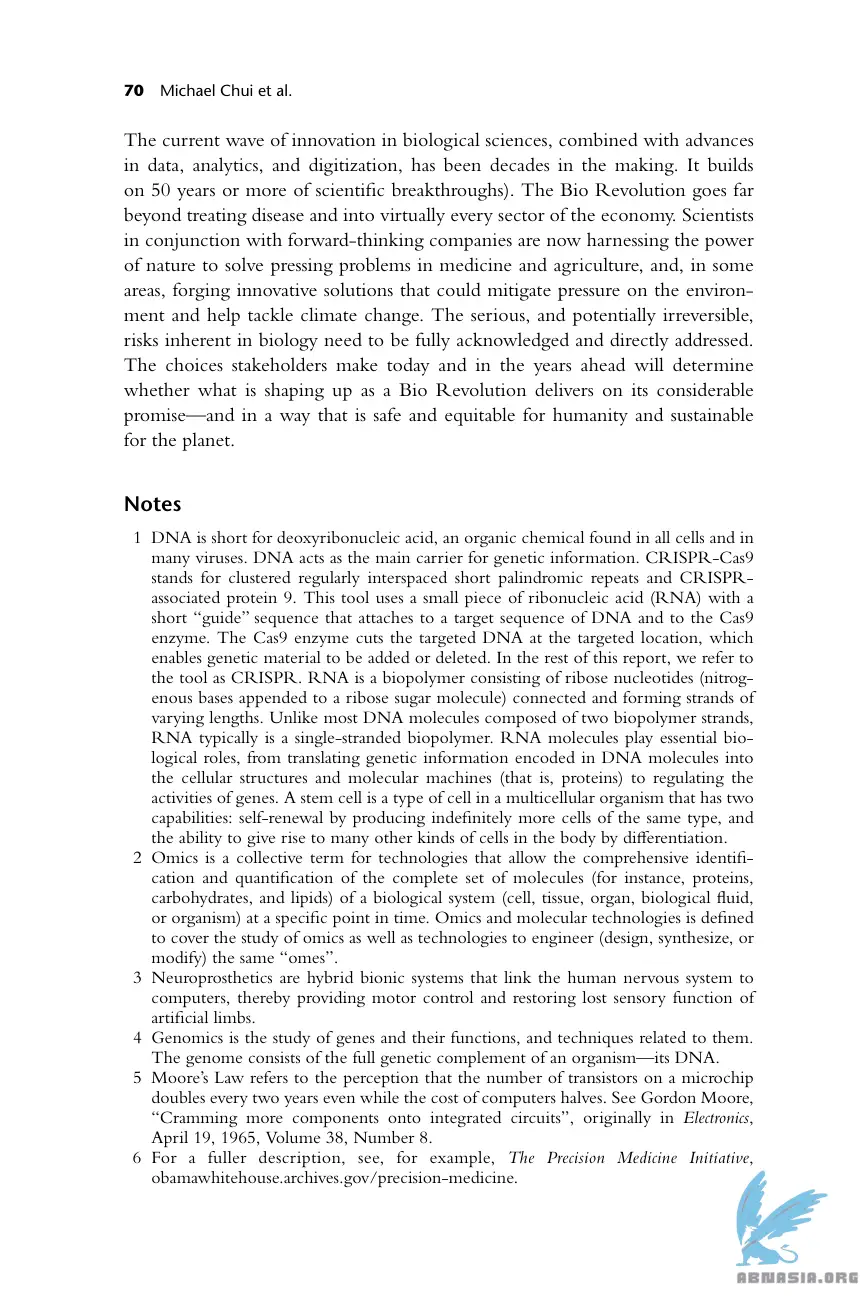 70 Michael Chui et al.
The current wave of innovation in biological sciences, combined with advances
in data, analytics, and digitization, has been decades in the making. It builds
on 50 years or more of scientific breakthroughs). The Bio Revolution goes far
beyond treating disease and into virtually every sector of the economy. Scientists
in conjunction with forward-thinking companies are now harnessing the power
of nature to solve pressing problems in medicine and agriculture, and, in some
areas, forging innovative solutions that could mitigate pressure on the environ-
ment and help tackle climate change. The serious, and potentially irreversible,
risks inherent in biology need to be fully acknowledged and directly addressed.
The choices stakeholders make today and in the years ahead will determine
whether what is shaping up as a Bio Revolution delivers on its considerable
promise—and in a way that is safe and equitable for humanity and sustainable
for the planet.
Notes
1 DNA is short for deoxyribonucleic acid, an organic chemical found in all cells and in
many viruses. DNA acts as the main carrier for genetic information. CRISPR-Cas9
stands for clustered regularly interspaced short palindromic repeats and CRISPR-
associated protein 9. This tool uses a small piece of ribonucleic acid (RNA) with a
short “guide” sequence that attaches to a target sequence of DNA and to the Cas9
enzyme. The Cas9 enzyme cuts the targeted DNA at the targeted location, which
enables genetic material to be added or deleted. In the rest of this report, we refer to
the tool as CRISPR. RNA is a biopolymer consisting of ribose nucleotides (nitrog-
enous bases appended to a ribose sugar molecule) connected and forming strands of
varying lengths. Unlike most DNA molecules composed of two biopolymer strands,
RNA typically is a single-stranded biopolymer. RNA molecules play essential bio-
logical roles, from translating genetic information encoded in DNA molecules into
the cellular structures and molecular machines (that is, proteins) to regulating the
activities of genes. A stem cell is a type of cell in a multicellular organism that has two
capabilities: self-renewal by producing indefinitely more cells of the same type, and
the ability to give rise to many other kinds of cells in the body by differentiation.
2 Omics is a collective term for technologies that allow the comprehensive identifi-
cation and quantification of the complete set of molecules (for instance, proteins,
carbohydrates, and lipids) of a biological system (cell, tissue, organ, biological fluid,
or organism) at a specific point in time. Omics and molecular technologies is defined
to cover the study of omics as well as technologies to engineer (design, synthesize, or
modify) the same “omes”.
3 Neuroprosthetics are hybrid bionic systems that link the human nervous system to
computers, thereby providing motor control and restoring lost sensory function of
artificial limbs.
4 Genomics is the study of genes and their functions, and techniques related to them.
The genome consists of the full genetic complement of an organism—its DNA.
5 Moore’s Law refers to the perception that the number of transistors on a microchip
doubles every two years even while the cost of computers halves. See Gordon Moore,
“Cramming more components onto integrated circuits”, originally in Electronics,
April 19, 1965, Volume 38, Number 8.
6 For a fuller description, see, for example, The Precision Medicine Initiative,
obamawhitehouse.archives.gov/precision-medicine.
ABNASIA.ORG